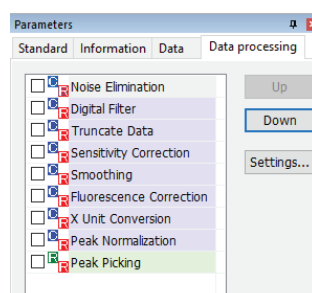 Parameters
Standard Information Data Data processing
C R Noise Elimination
C R Digital Filter
C R Truncate Data
C R Sensitivity Correction
C R Smoothing
C R Fluorescence Correction
C R X Unit Conversion
C R Peak Normalization
R R Peak Picking
Up
Down
Settings...